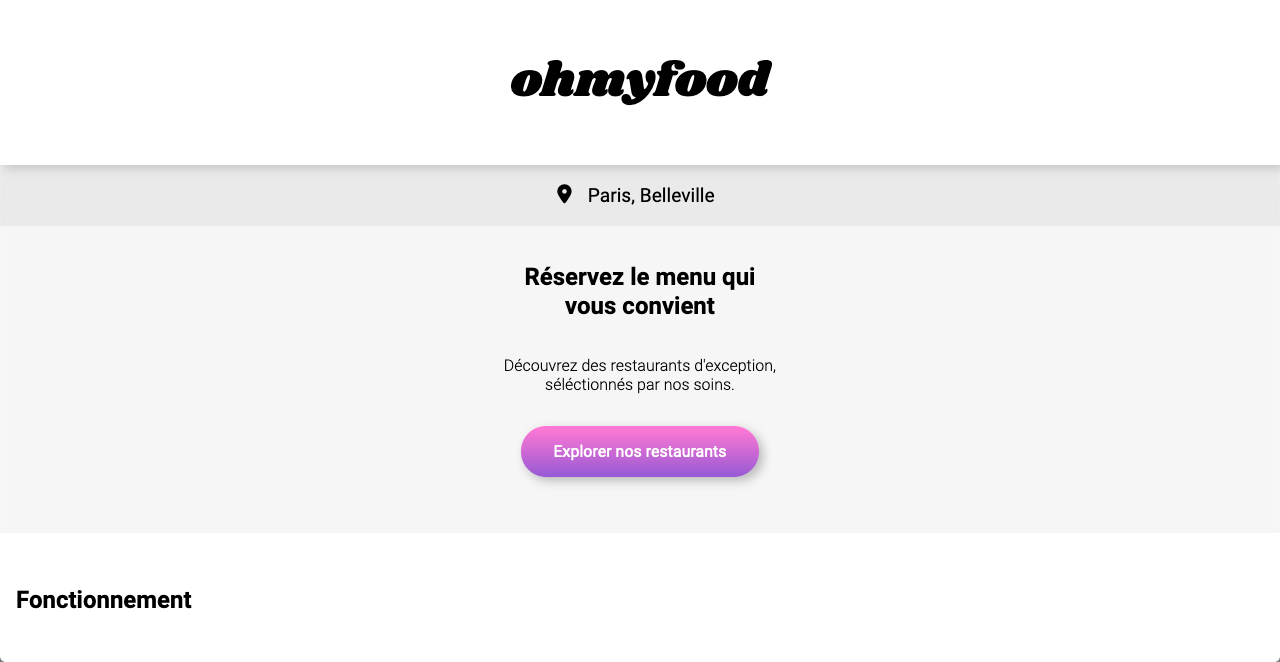 ohmyfood
Paris, Belleville
Réservez le menu qui
vous convient
Découvrez des restaurants d'exception,
séléctionnés par nos soins.
Explorer nos restaurants
Fonctionnement